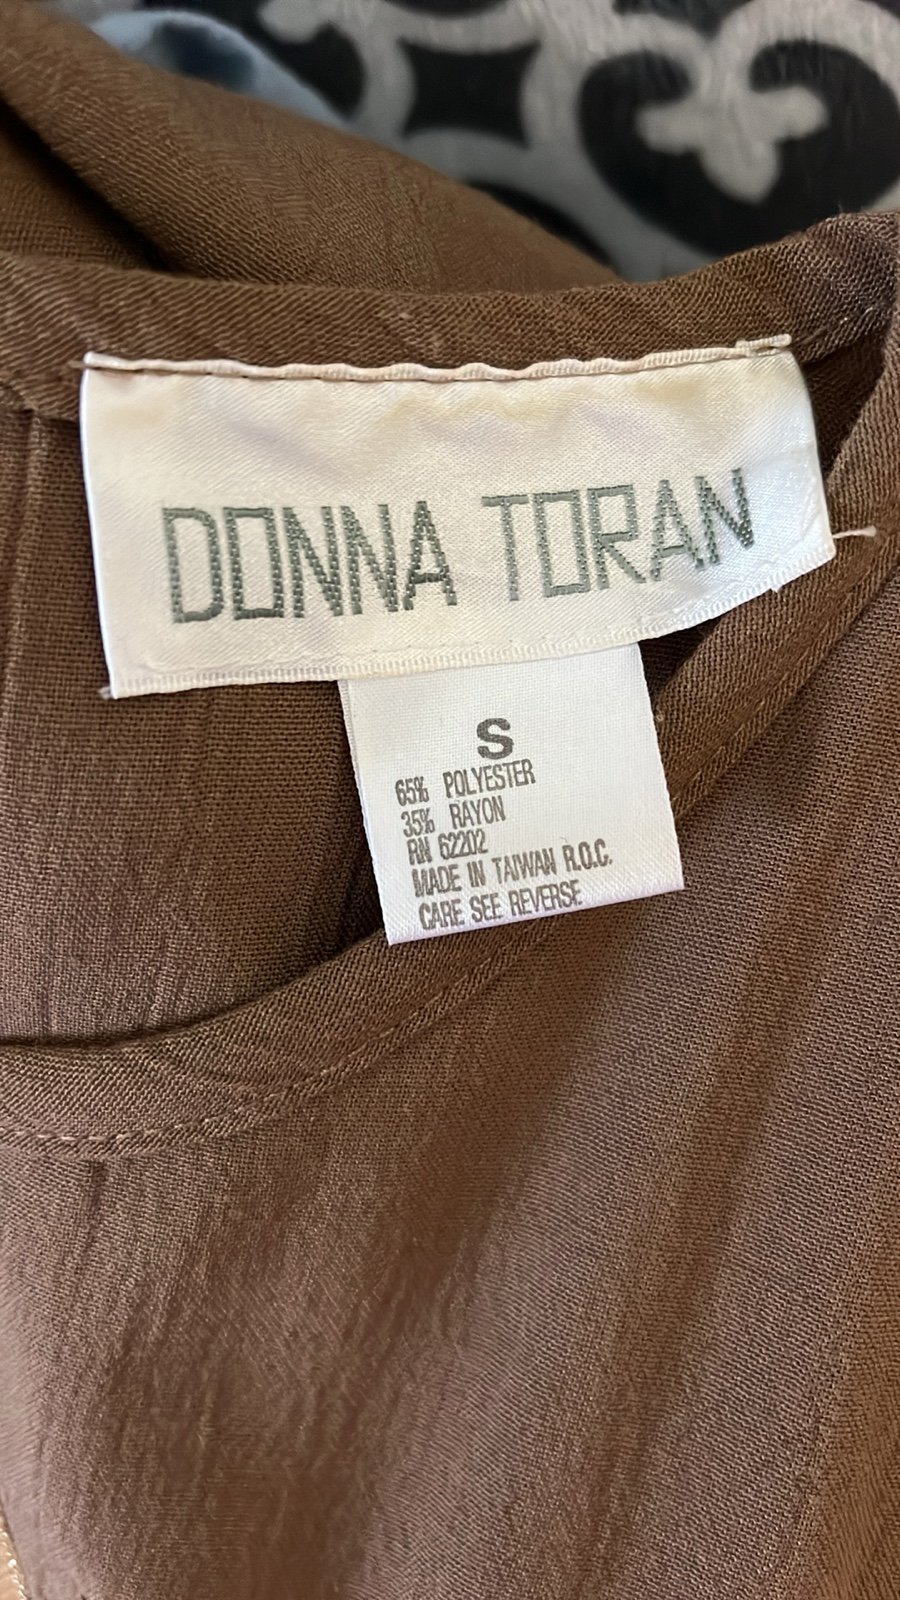 DONNA TORAN
S
65% POLYESTER
35% RAYON
RN 62202
MADE IN TAIWAN R.O.C.
CARE SEE REVERSE